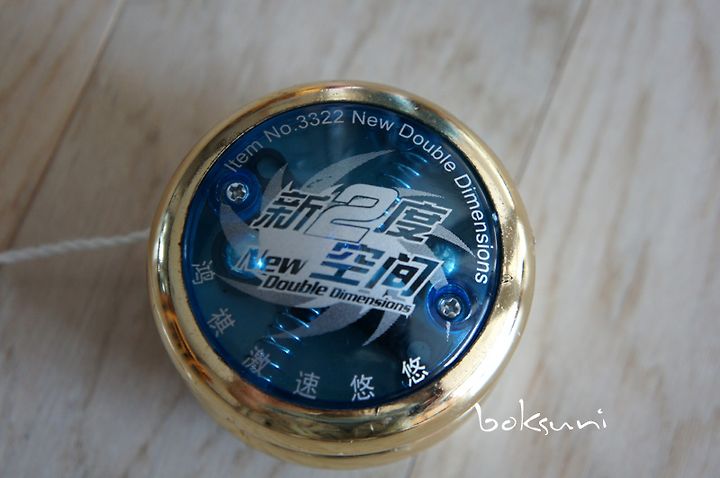 Item No.3322 New Double Dimensions
新2度
New 空间
Double Dimensions
鸿祺激速悠悠
boksuni